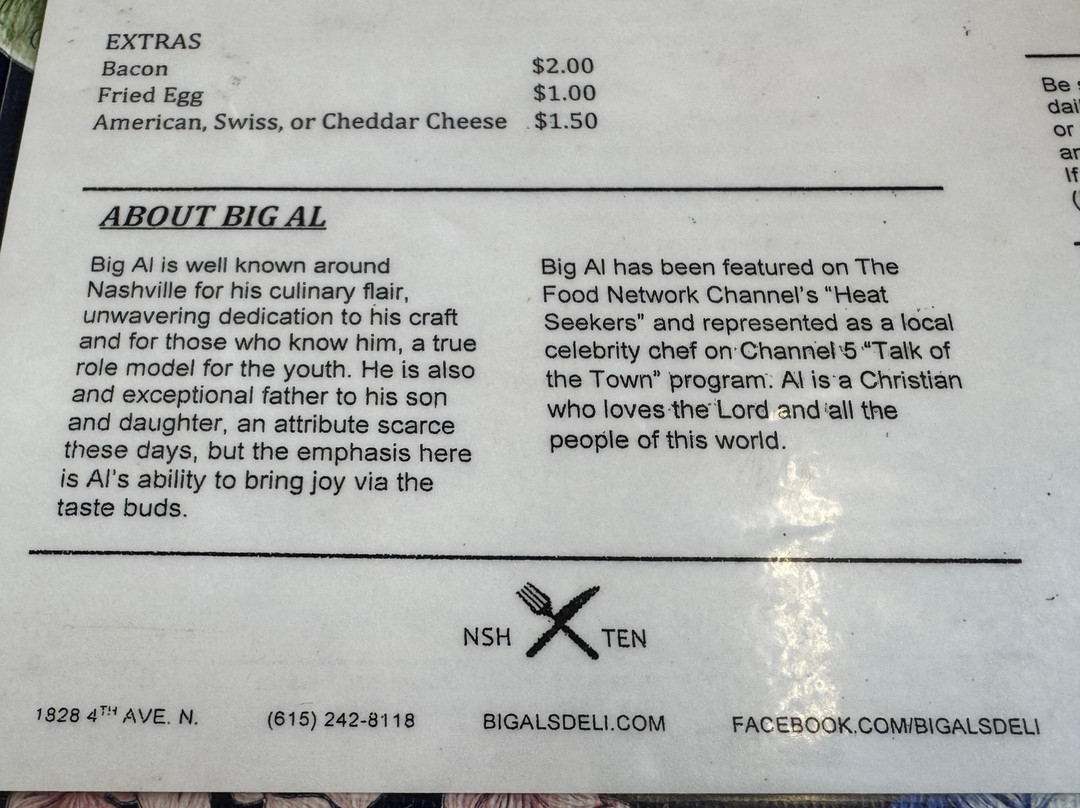 EXTRAS
Bacon $2.00
Fried Egg $1.00
American, Swiss, or Cheddar Cheese $1.50
ABOUT BIG AL
Big Al is well known around
Nashville for his culinary flair,
unwavering dedication to his craft
and for those who know him, a true
role model for the youth. He is also
and exceptional father to his son
and daughter, an attribute scarce
these days, but the emphasis here
is Al's ability to bring joy via the
taste buds.
Big Al has been featured on The
Food Network Channel's "Heat
Seekers" and represented as a local
celebrity chef on Channel 5 "Talk of
the Town" program. Al is a Christian
who loves the Lord and all the
people of this world.
NSH TEN
1828 4TH AVE. N. (615) 242-8118 BIGALSDELI.COM FACEBOOK.COM/BIGALSDELI
Be
or
If